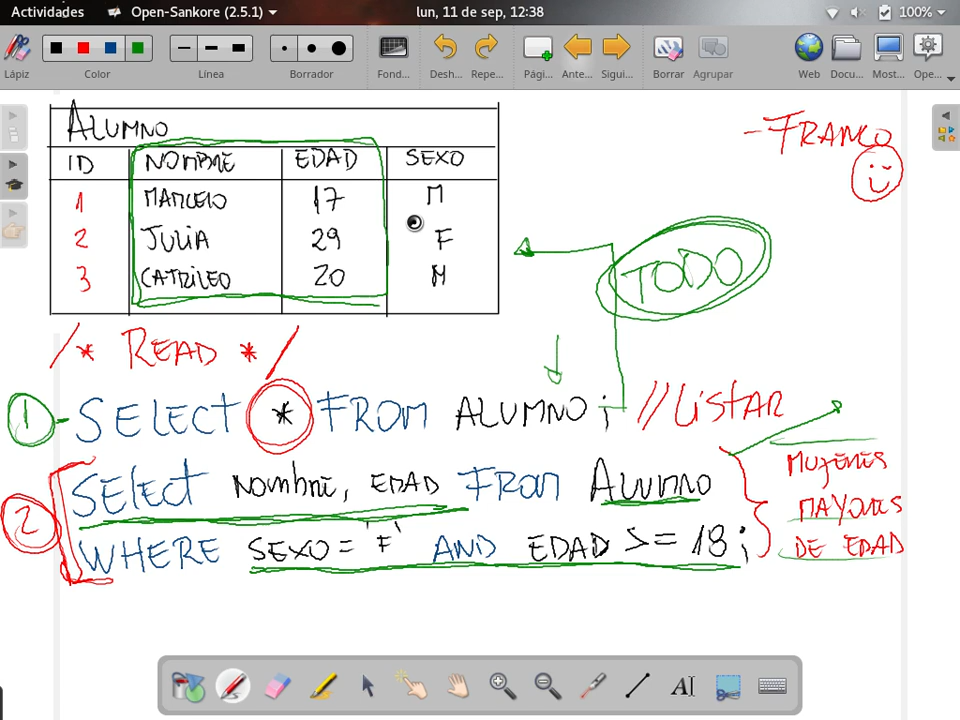 Actividades Open-Sankore (2.5.1) lun, 11 de sep, 12:38 100%
Lápiz Color Línea Borrador Fond... Desh... Repe... Pági... Ante... Sigui... Borrar Agrupar Web Docu... Most... Ope...
ALUMNO
ID NOMBRE EDAD SEXO
1 MARCELO 17 M
2 JULIA 29 F
3 CATRILEO 20 M
- FRANCO
TODO
/* READ */
1 - SELECT * FROM ALUMNO ; //LISTAR
2 Select Nombre, EDAD FROM Alumno
WHERE SEXO = 'F' AND EDAD >= 18;
MUJERES
MAYORES
DE EDAD